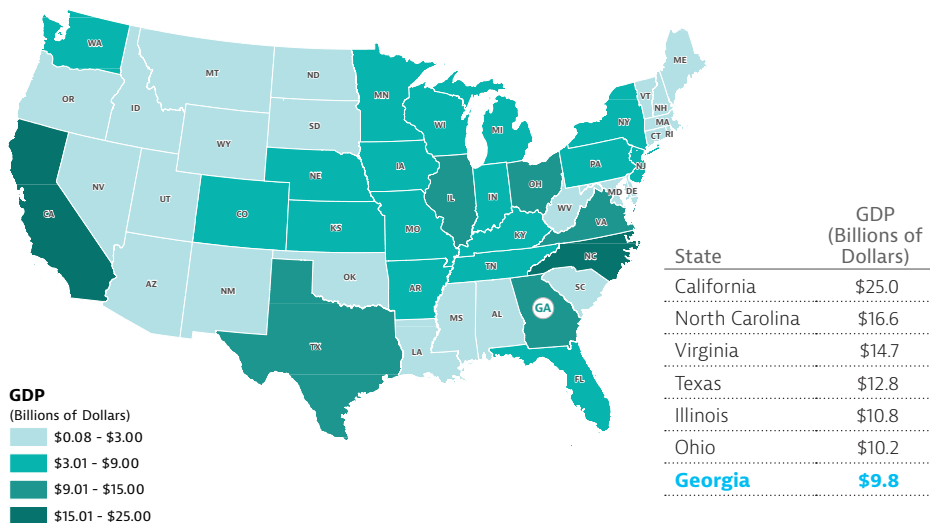 WA
MT
ND
MN
ME
OR
ID
SD
WI
MI
VT
NH
NY
MA
CT RI
WY
IA
NE
PA
NJ
NV
UT
CO
IL
IN
OH
MD DE
WV
VA
CA
KS
MO
KY
NC
TN
AZ
NM
OK
AR
SC
MS
AL
GA
TX
LA
FL
State
GDP
(Billions of
Dollars)
California $25.0
North Carolina $16.6
Virginia $14.7
Texas $12.8
Illinois $10.8
Ohio $10.2
Georgia $9.8
GDP
(Billions of Dollars)
$0.08 - $3.00
$3.01 - $9.00
$9.01 - $15.00
$15.01 - $25.00